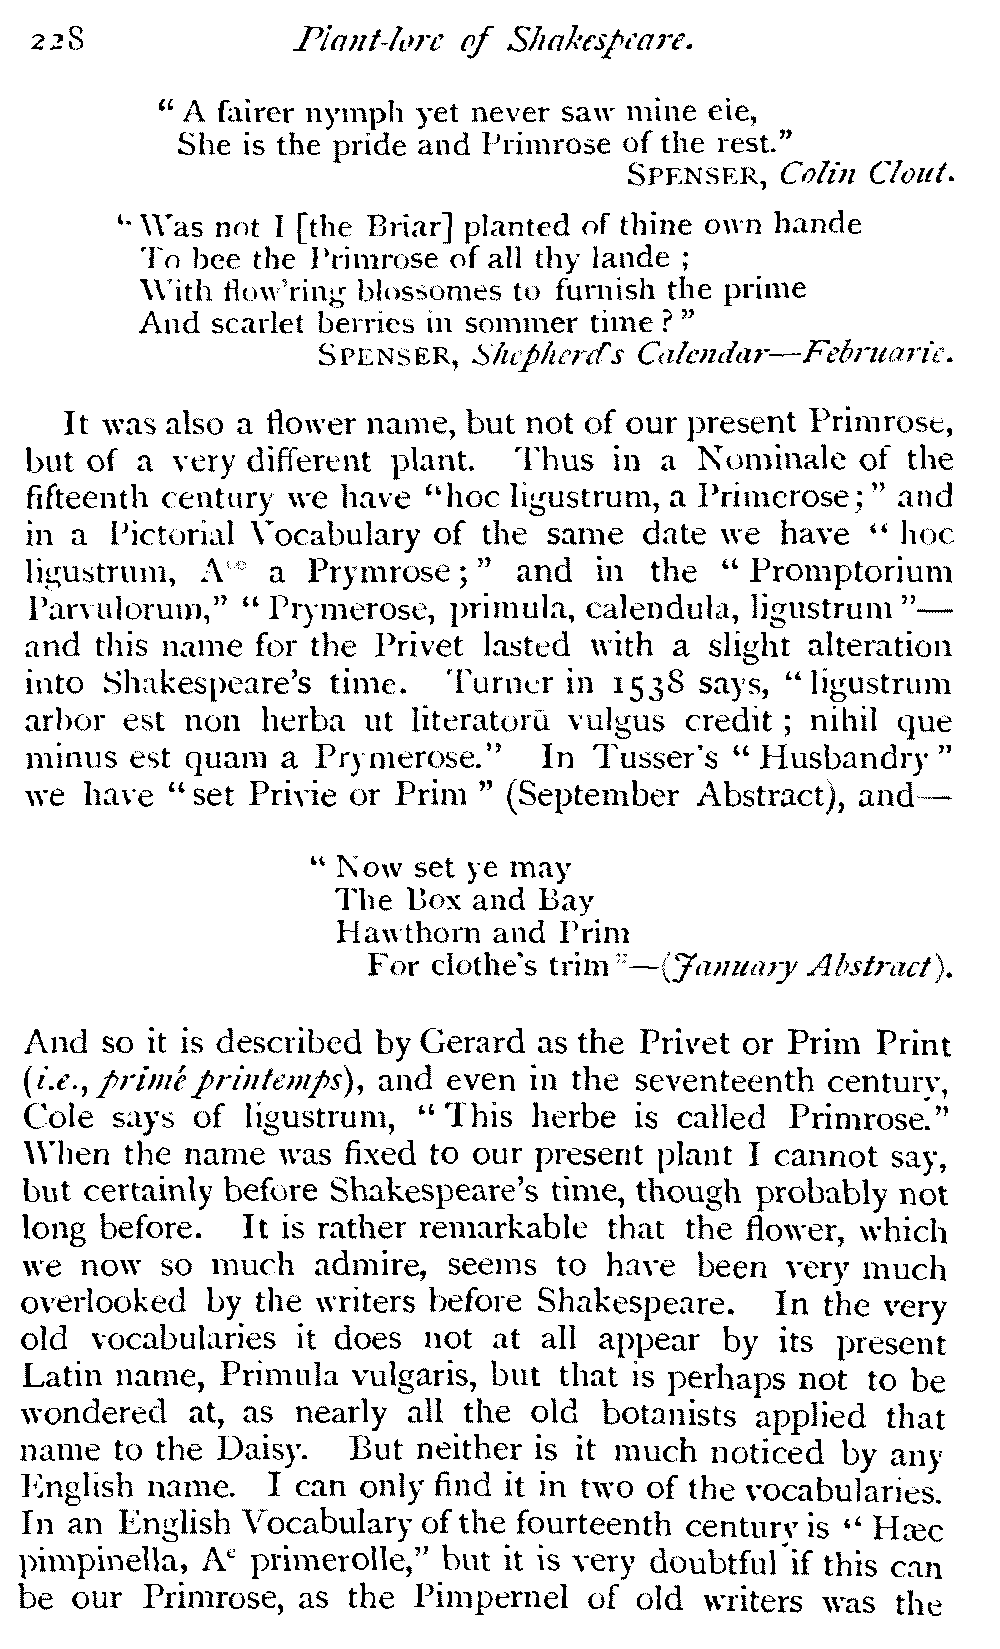 228 Plant-lore of Shakespeare.
“ A fairer nymph yet never saw mine eie,
She is the pride and Primrose of the rest.”
SPENSER, Colin Clout.
“ Was not I [the Briar] planted of thine own hande
To bee the Primrose of all thy lande ;
With flow'ring blossomes to furnish the prime
And scarlet berries in sommer time ? ”
SPENSER, Shepherd's Calendar—Februarie.
It was also a flower name, but not of our present Primrose,
but of a very different plant. Thus in a Nominale of the
fifteenth century we have “hoc ligustrum, a Primerose;” and
in a Pictorial Vocabulary of the same date we have “ hoc
ligustrum, Ace a Prymrose;” and in the “ Promptorium
Parvulorum,” “ Prymerose, primula, calendula, ligustrum ”—
and this name for the Privet lasted with a slight alteration
into Shakespeare's time. Turner in 1538 says, “ ligustrum
arbor est non herba ut literatorū vulgus credit ; nihil que
minus est quam a Prymerose.” In Tusser's “ Husbandry ”
we have “ set Privie or Prim ” (September Abstract), and—
“ Now set ye may
The Box and Bay
Hawthorn and Prim
For clothe's trim ”—(January Abstract).
And so it is described by Gerard as the Privet or Prim Print
(i.e., primé printemps), and even in the seventeenth century,
Cole says of ligustrum, “ This herbe is called Primrose.”
When the name was fixed to our present plant I cannot say,
but certainly before Shakespeare's time, though probably not
long before. It is rather remarkable that the flower, which
we now so much admire, seems to have been very much
overlooked by the writers before Shakespeare. In the very
old vocabularies it does not at all appear by its present
Latin name, Primula vulgaris, but that is perhaps not to be
wondered at, as nearly all the old botanists applied that
name to the Daisy. But neither is it much noticed by any
English name. I can only find it in two of the vocabularies.
In an English Vocabulary of the fourteenth century is “ Hæc
pimpinella, Ae primerolle,” but it is very doubtful if this can
be our Primrose, as the Pimpernel of old writers was the